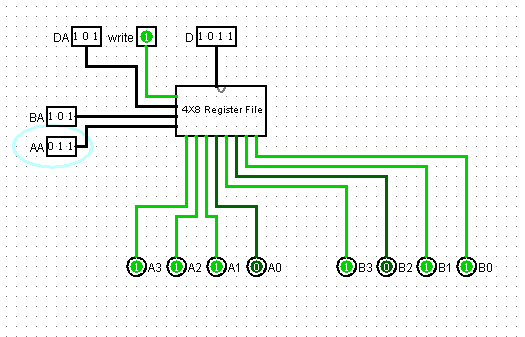 DA 1 0 1 write 1 D 1 0 1 1
4X8 Register File
BA 1 0 1
AA 0 1 1
1 A3 1 A2 1 A1 0 A0 1 B3 0 B2 1 B1 1 B0